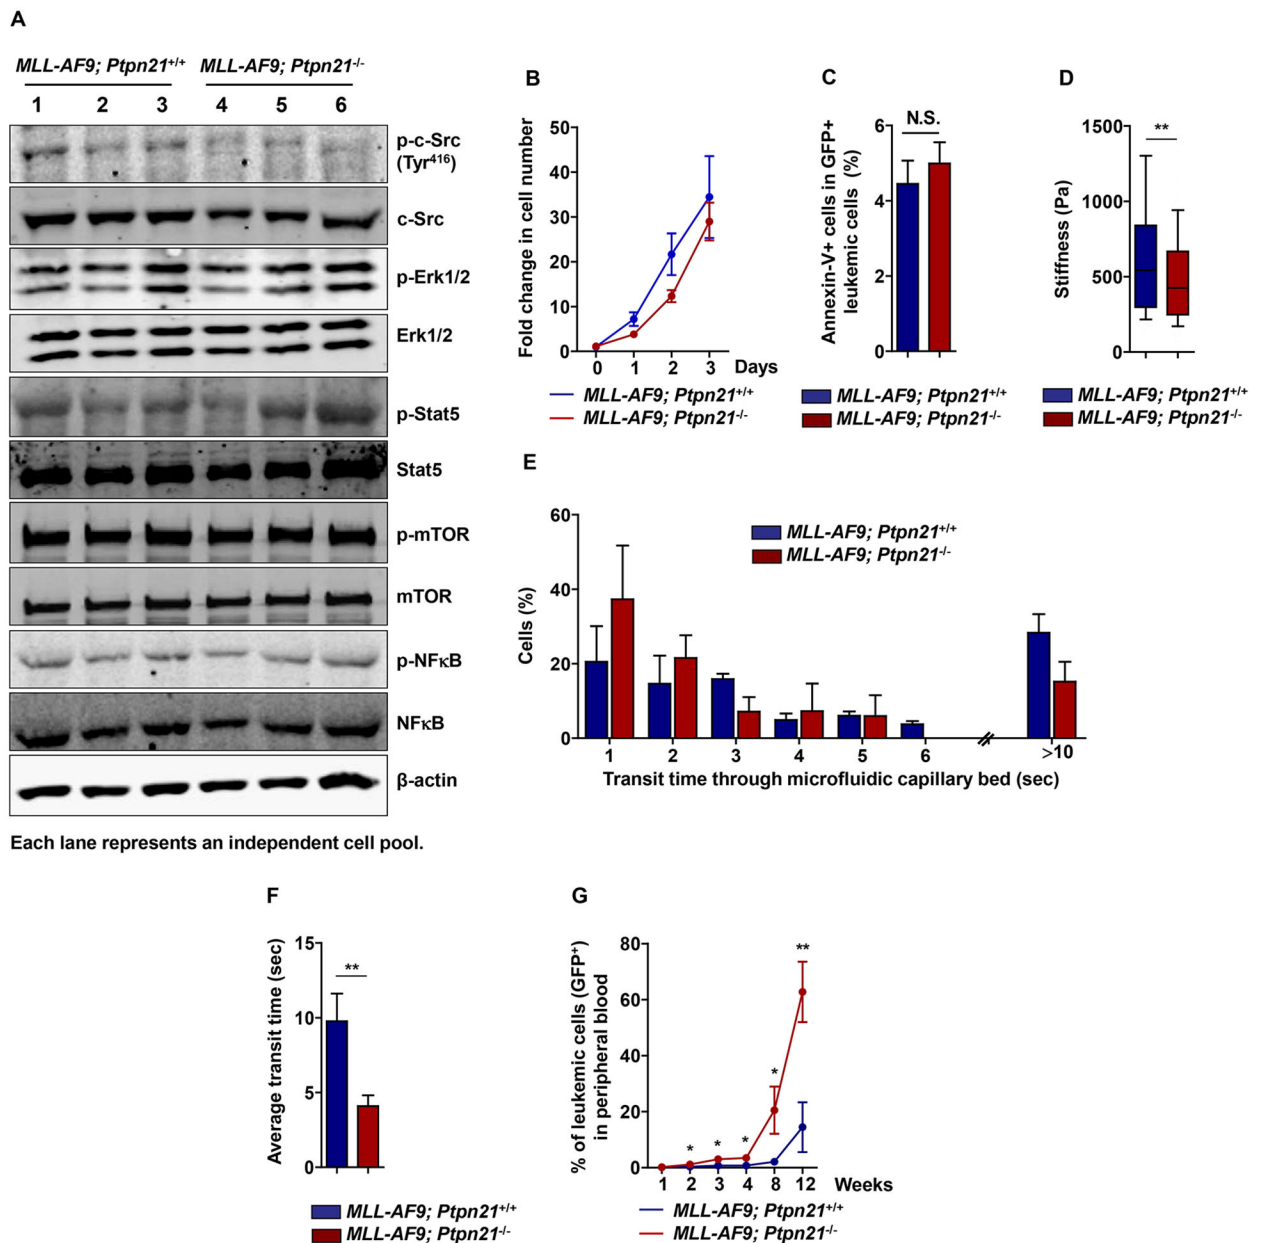 A
MLL-AF9; Ptpn21+/+ MLL-AF9; Ptpn21-/-
1 2 3 4 5 6
p-c-Src
(Tyr416)
c-Src
p-Erk1/2
Erk1/2
p-Stat5
Stat5
p-mTOR
mTOR
p-NFκB
NFκB
β-actin
Each lane represents an independent cell pool.
B
Fold change in cell number
50
40
30
20
10
0
0 1 2 3 Days
MLL-AF9; Ptpn21+/+
MLL-AF9; Ptpn21-/-
C
N.S.
Annexin-V+ cells in GFP+
leukemic cells (%)
6
4
2
0
MLL-AF9; Ptpn21+/+
MLL-AF9; Ptpn21-/-
D
**
Stiffness (Pa)
1500
1000
500
0
MLL-AF9; Ptpn21+/+
MLL-AF9; Ptpn21-/-
E
MLL-AF9; Ptpn21+/+
MLL-AF9; Ptpn21-/-
Cells (%)
60
40
20
0
1 2 3 4 5 6 >10
Transit time through microfluidic capillary bed (sec)
F
**
Average transit time (sec)
15
10
5
0
MLL-AF9; Ptpn21+/+
MLL-AF9; Ptpn21-/-
G
% of leukemic cells (GFP+)
in peripheral blood
80
60
40
20
0
* * * * **
1 2 3 4 8 12 Weeks
MLL-AF9; Ptpn21+/+
MLL-AF9; Ptpn21-/-